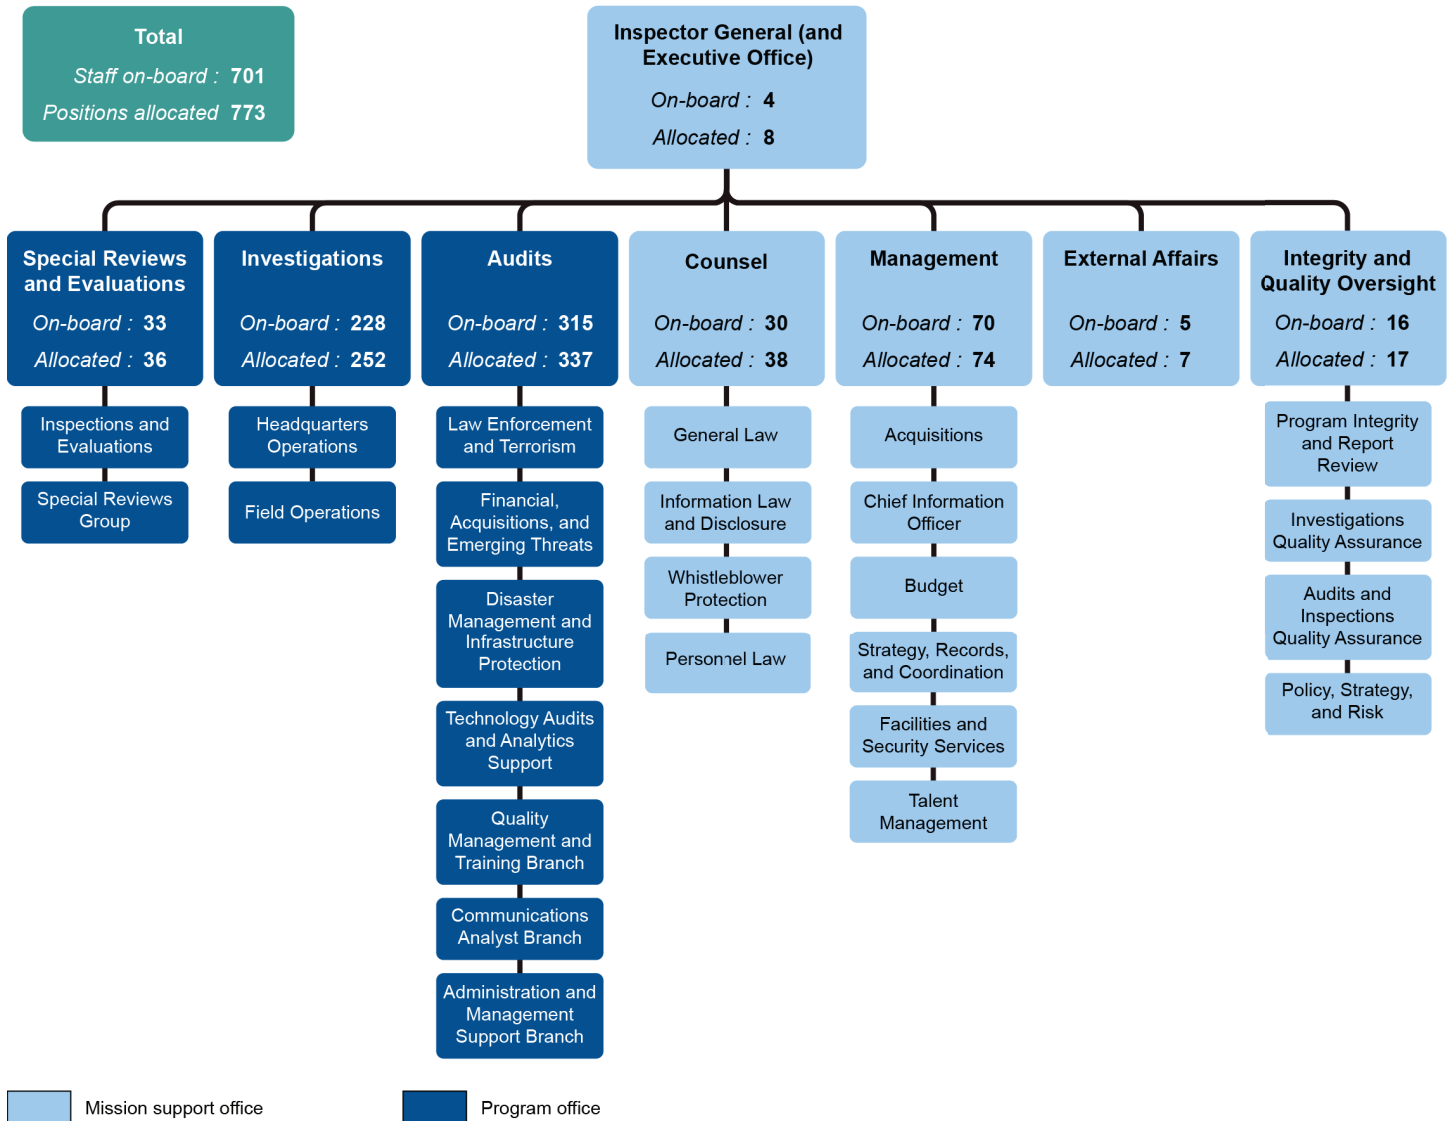 Total
Staff on-board : 701
Positions allocated 773
Inspector General (and
Executive Office)
On-board : 4
Allocated : 8
Special Reviews
and Evaluations
On-board : 33
Allocated : 36
Inspections and
Evaluations
Special Reviews
Group
Investigations
On-board : 228
Allocated : 252
Headquarters
Operations
Field Operations
Audits
On-board : 315
Allocated : 337
Law Enforcement
and Terrorism
Financial,
Acquisitions, and
Emerging Threats
Disaster
Management and
Infrastructure
Protection
Technology Audits
and Analytics
Support
Quality
Management and
Training Branch
Communications
Analyst Branch
Administration and
Management
Support Branch
Counsel
On-board : 30
Allocated : 38
General Law
Information Law
and Disclosure
Whistleblower
Protection
Personnel Law
Management
On-board : 70
Allocated : 74
Acquisitions
Chief Information
Officer
Budget
Strategy, Records,
and Coordination
Facilities and
Security Services
Talent
Management
External Affairs
On-board : 5
Allocated : 7
Integrity and
Quality Oversight
On-board : 16
Allocated : 17
Program Integrity
and Report
Review
Investigations
Quality Assurance
Audits and
Inspections
Quality Assurance
Policy, Strategy,
and Risk
Mission support office
Program office